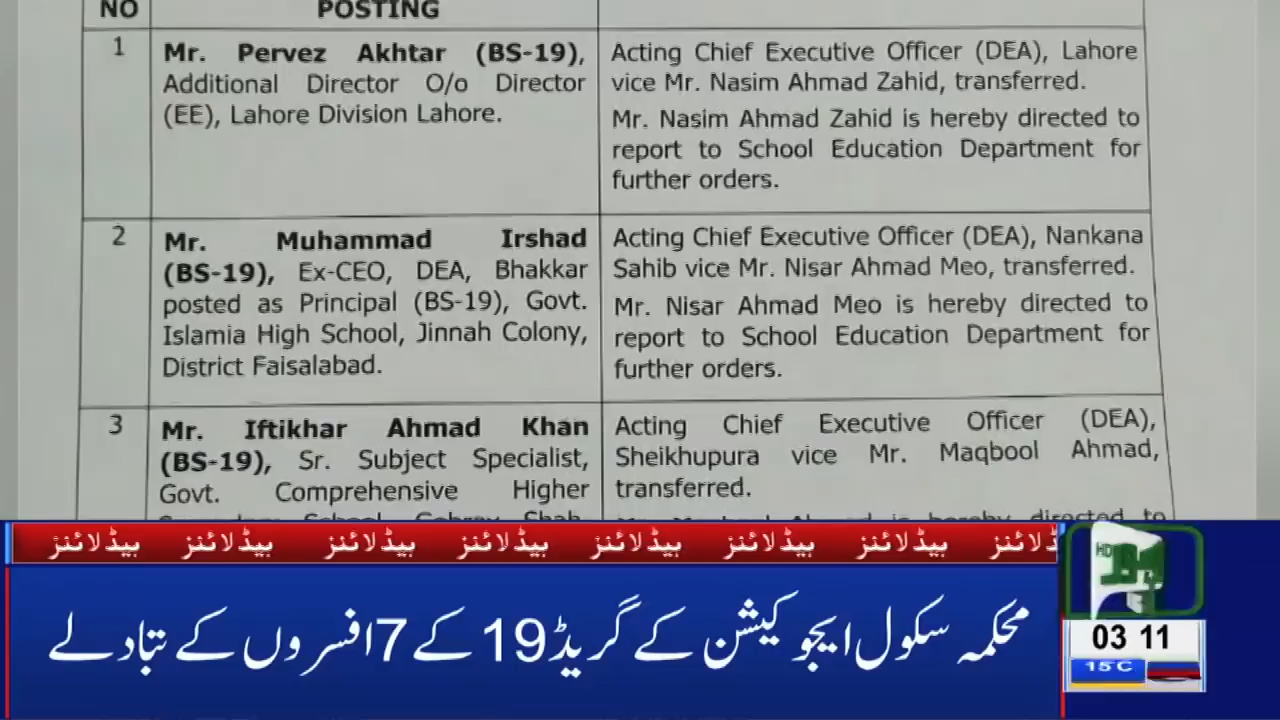 NO POSTING
1
Mr. Pervez Akhtar (BS-19),
Additional Director O/o Director
(EE), Lahore Division Lahore.
Acting Chief Executive Officer (DEA), Lahore
vice Mr. Nasim Ahmad Zahid, transferred.
Mr. Nasim Ahmad Zahid is hereby directed to
report to School Education Department for
further orders.
2
Mr. Muhammad Irshad
(BS-19), Ex-CEO, DEA, Bhakkar
posted as Principal (BS-19), Govt.
Islamia High School, Jinnah Colony,
District Faisalabad.
Acting Chief Executive Officer (DEA), Nankana
Sahib vice Mr. Nisar Ahmad Meo, transferred.
Mr. Nisar Ahmad Meo is hereby directed to
report to School Education Department for
further orders.
3
Mr. Iftikhar Ahmad Khan
(BS-19), Sr. Subject Specialist,
Govt. Comprehensive Higher
Acting Chief Executive Officer (DEA),
Sheikhupura vice Mr. Maqbool Ahmad,
transferred.
ہیڈلائنز ہیڈلائنز ہیڈلائنز ہیڈلائنز ہیڈلائنز ہیڈلائنز ہیڈلائنز ڈلائنز
محکمہ سکول ایجوکیشن کے گریڈ 19 کے 7 افسروں کے تبادلے
HD
03 11
15 C